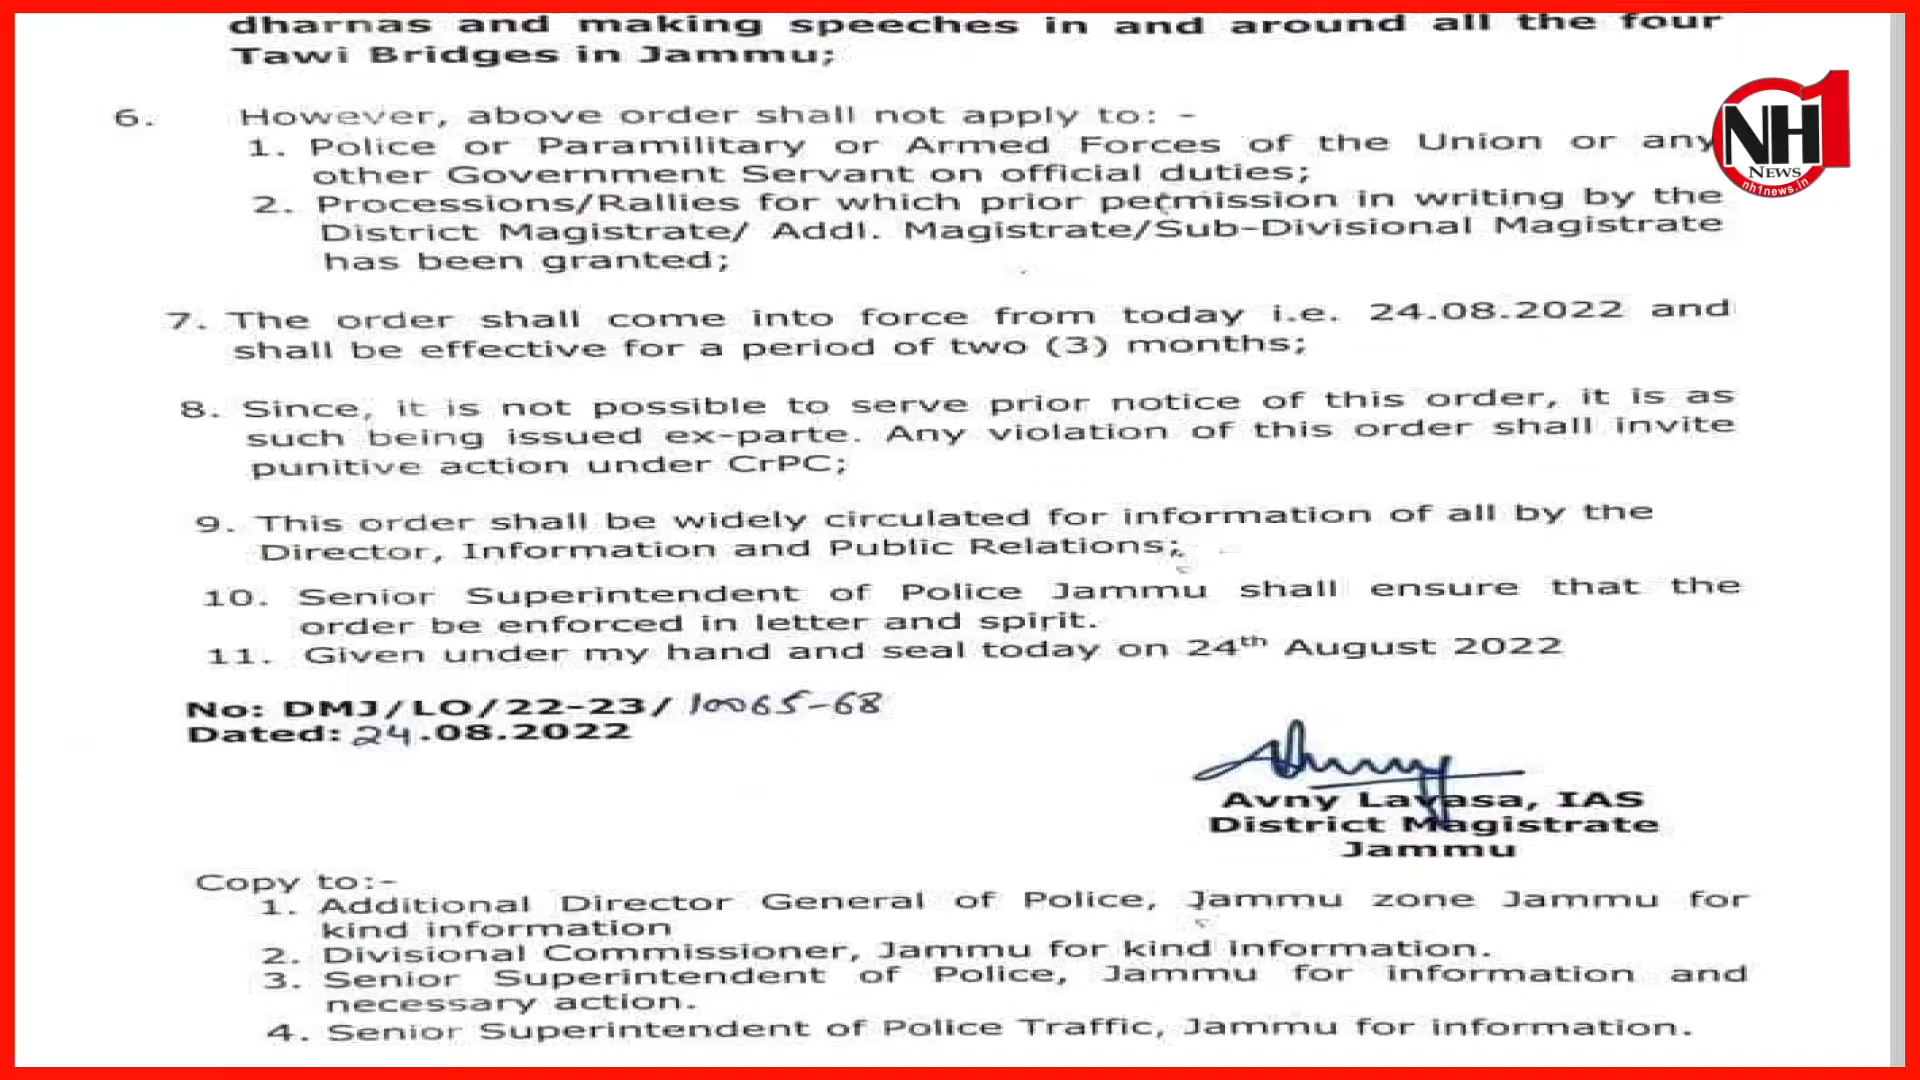 dharnas and making speeches in and around all the four
Tawi Bridges in Jammu;
6. However, above order shall not apply to: -
1. Police or Paramilitary or Armed Forces of the Union or any
other Government Servant on official duties;
2. Processions/Rallies for which prior permission in writing by the
District Magistrate/ Addl. Magistrate/Sub-Divisional Magistrate
has been granted;
7. The order shall come into force from today i.e. 24.08.2022 and
shall be effective for a period of two (3) months;
8. Since, it is not possible to serve prior notice of this order, it is as
such being issued ex-parte. Any violation of this order shall invite
punitive action under CrPC;
9. This order shall be widely circulated for information of all by the
Director, Information and Public Relations;
10. Senior Superintendent of Police Jammu shall ensure that the
order be enforced in letter and spirit.
11. Given under my hand and seal today on 24th August 2022
No: DMJ/LO/22-23/ 10065-68
Dated: 24.08.2022
Avny Lavasa, IAS
District Magistrate
Jammu
Copy to:-
1. Additional Director General of Police, Jammu zone Jammu for
kind information
2. Divisional Commissioner, Jammu for kind information.
3. Senior Superintendent of Police, Jammu for information and
necessary action.
4. Senior Superintendent of Police Traffic, Jammu for information.
NH1
NEWS
nh1news.in